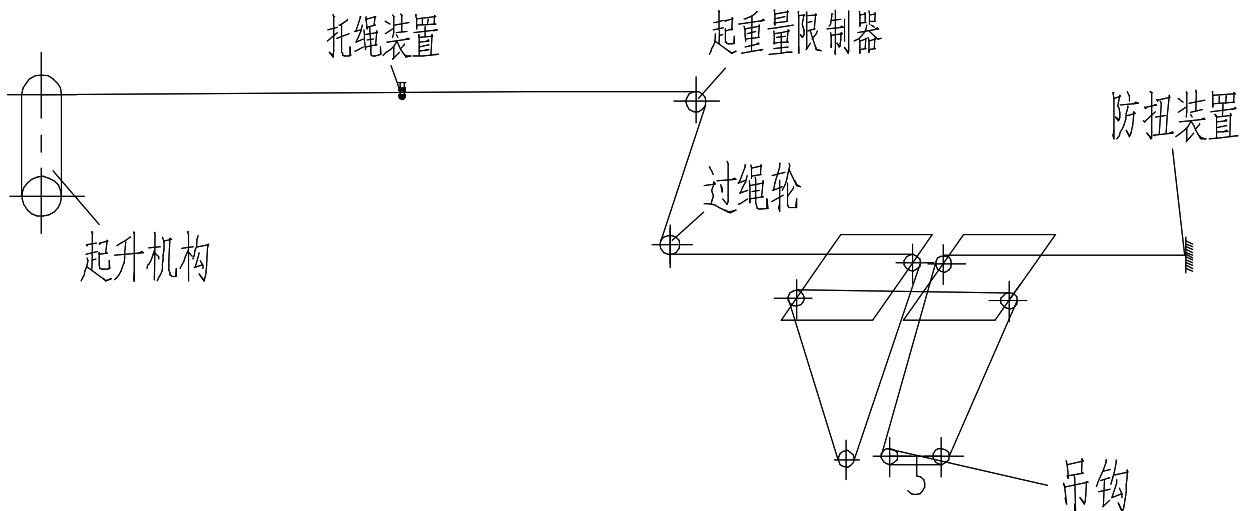 托绳装置
起重量限制器
防扭装置
过绳轮
起升机构
吊钩